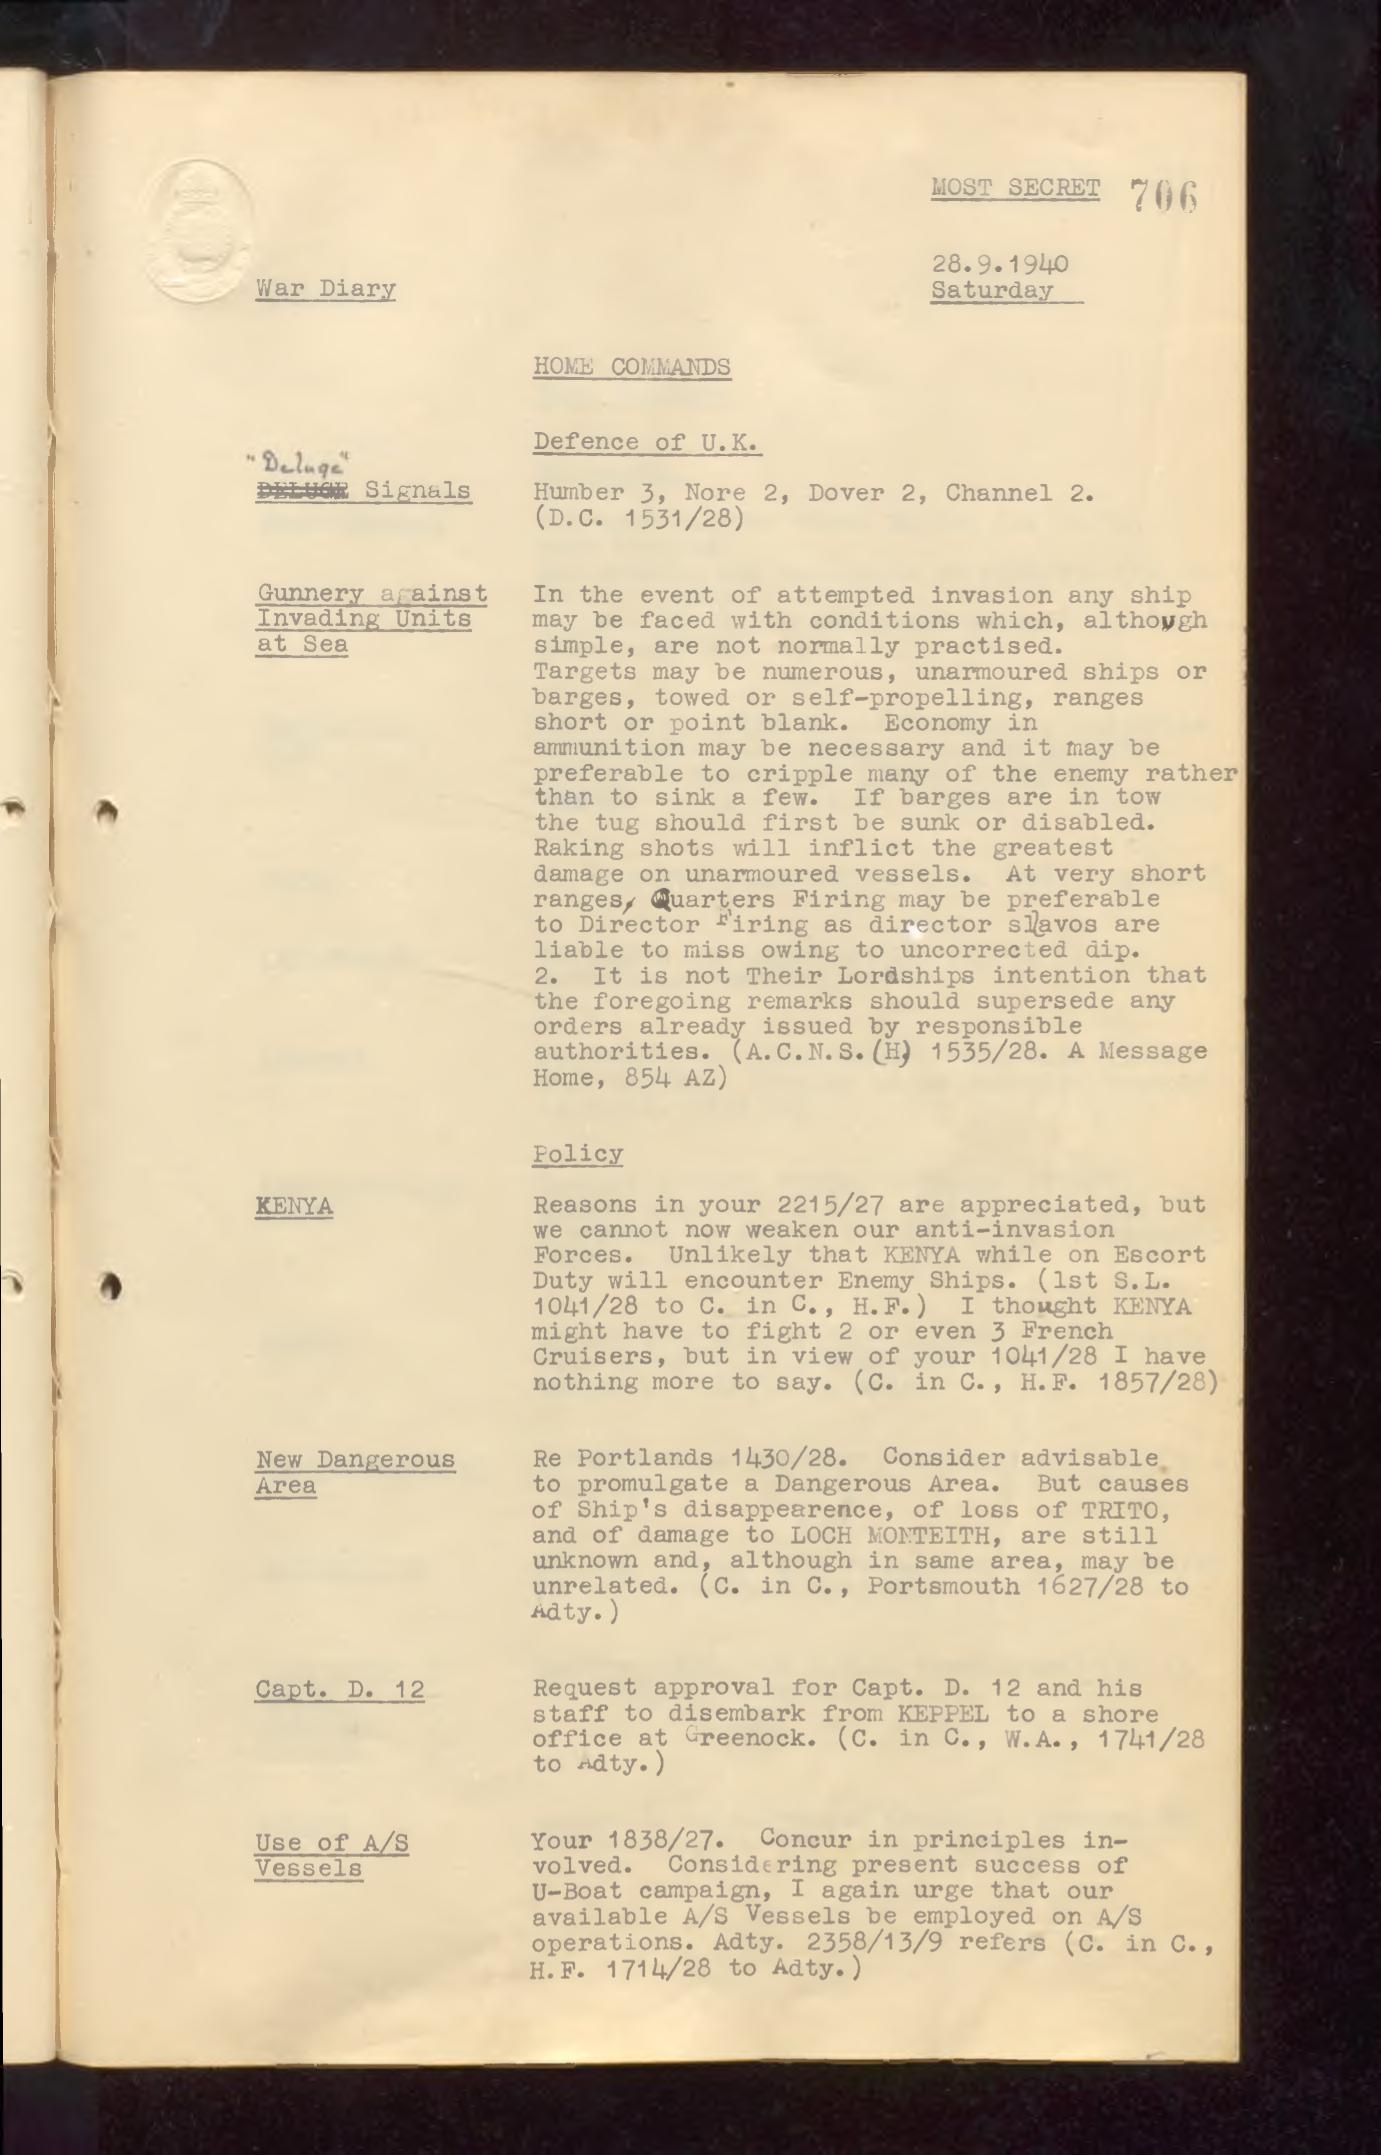 MOST SECRET 706
28.9.1940
War Diary
Saturday
HOME COMMANDS
Defence of U.K.
"Deluge"
DELUGE Signals
Humber 3, Nore 2, Dover 2, Channel 2.
(D.C. 1531/28)
Gunnery against
Invading Units
at Sea
In the event of attempted invasion any ship
may be faced with conditions which, although
simple, are not normally practised.
Targets may be numerous, unarmoured ships or
barges, towed or self-propelling, ranges
short or point blank. Economy in
ammunition may be necessary and it may be
preferable to cripple many of the enemy rather
than to sink a few. If barges are in tow
the tug should first be sunk or disabled.
Raking shots will inflict the greatest
damage on unarmoured vessels. At very short
ranges, Quarters Firing may be preferable
to Director Firing as director slavos are
liable to miss owing to uncorrected dip.
2. It is not Their Lordships intention that
the foregoing remarks should supersede any
orders already issued by responsible
authorities. (A.C.N.S.(H) 1535/28. A Message
Home, 854 AZ)
Policy
KENYA
Reasons in your 2215/27 are appreciated, but
we cannot now weaken our anti-invasion
Forces. Unlikely that KENYA while on Escort
Duty will encounter Enemy Ships. (1st S.L.
1041/28 to C. in C., H.F.) I thought KENYA
might have to fight 2 or even 3 French
Cruisers, but in view of your 1041/28 I have
nothing more to say. (C. in C., H.F. 1857/28)
New Dangerous
Area
Re Portlands 1430/28. Consider advisable
to promulgate a Dangerous Area. But causes
of Ship's disappearence, of loss of TRITO,
and of damage to LOCH MONTEITH, are still
unknown and, although in same area, may be
unrelated. (C. in C., Portsmouth 1627/28 to
Adty.)
Capt. D. 12
Request approval for Capt. D. 12 and his
staff to disembark from KEPPEL to a shore
office at Greenock. (C. in C., W.A., 1741/28
to Adty.)
Use of A/S
Vessels
Your 1838/27. Concur in principles in-
volved. Considering present success of
U-Boat campaign, I again urge that our
available A/S Vessels be employed on A/S
operations. Adty. 2358/13/9 refers (C. in C.,
H.F. 1714/28 to Adty.)